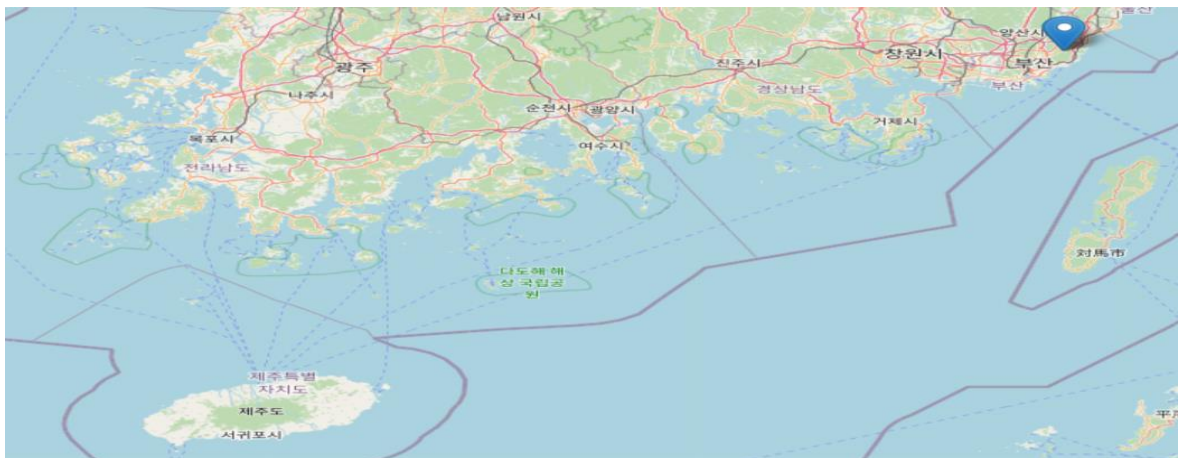 남원시
울산
양산시
광주
진주시
창원시
부산
나주시
경상남도
부산
순천시
광양시
거제시
목포시
여수시
전라남도
対馬市
다도해 해
상 국립공
원
제주특별
자치도
제주도
서귀포시